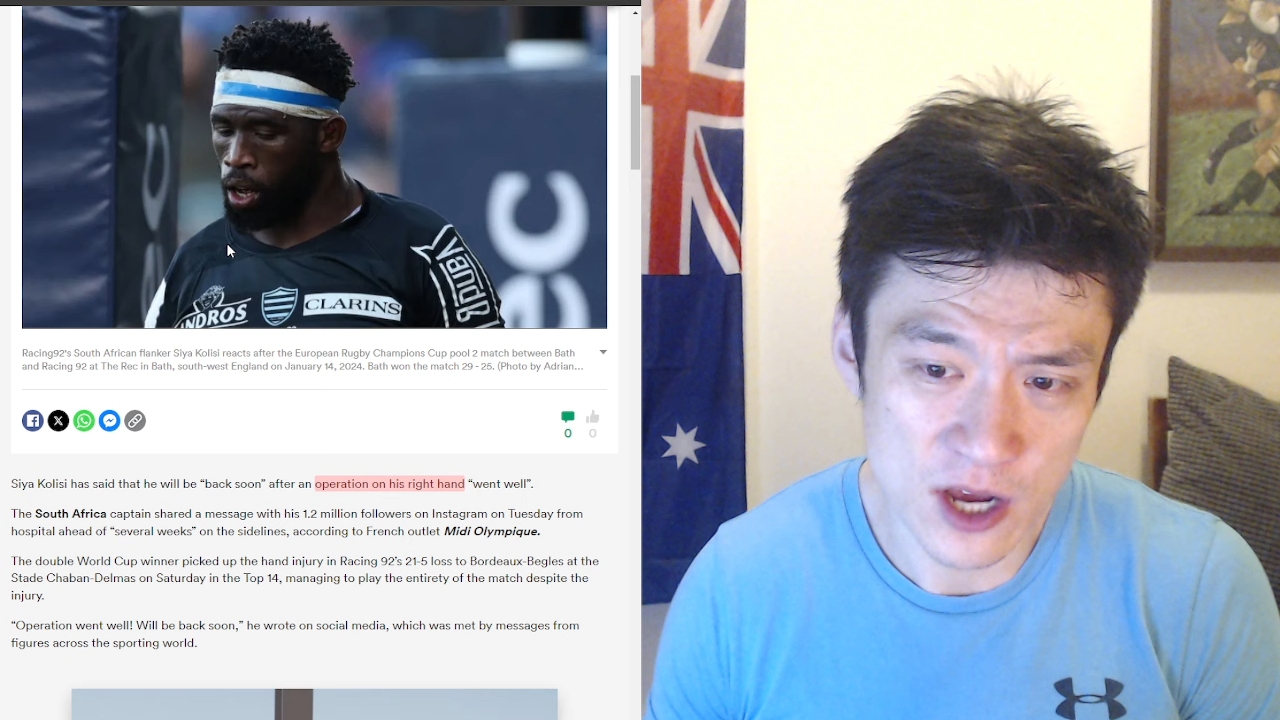 NDROS
CLARINS
ec
Racing92's South African flanker Siya Kolisi reacts after the European Rugby Champions Cup pool 2 match between Bath
and Racing 92 at The Rec in Bath, south-west England on January 14, 2024. Bath won the match 29 - 25. (Photo by Adrian...
0 0
Siya Kolisi has said that he will be “back soon” after an operation on his right hand “went well”.
The South Africa captain shared a message with his 1.2 million followers on Instagram on Tuesday from
hospital ahead of “several weeks” on the sidelines, according to French outlet Midi Olympique.
The double World Cup winner picked up the hand injury in Racing 92’s 21-5 loss to Bordeaux-Begles at the
Stade Chaban-Delmas on Saturday in the Top 14, managing to play the entirety of the match despite the
injury.
“Operation went well! Will be back soon,” he wrote on social media, which was met by messages from
figures across the sporting world.